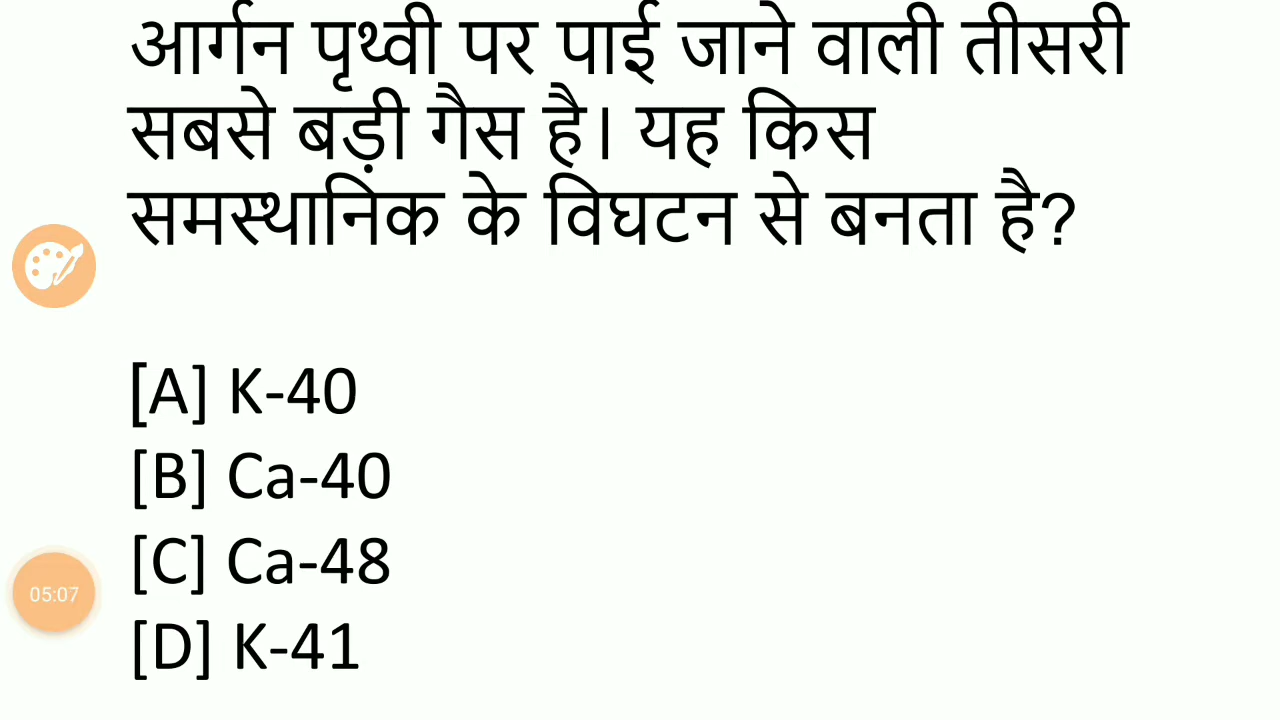 आर्गन पृथ्वी पर पाई जाने वाली तीसरी
सबसे बड़ी गैस है। यह किस
समस्थानिक के विघटन से बनता है?
[A] K-40
[B] Ca-40
[C] Ca-48
[D] K-41
05:07